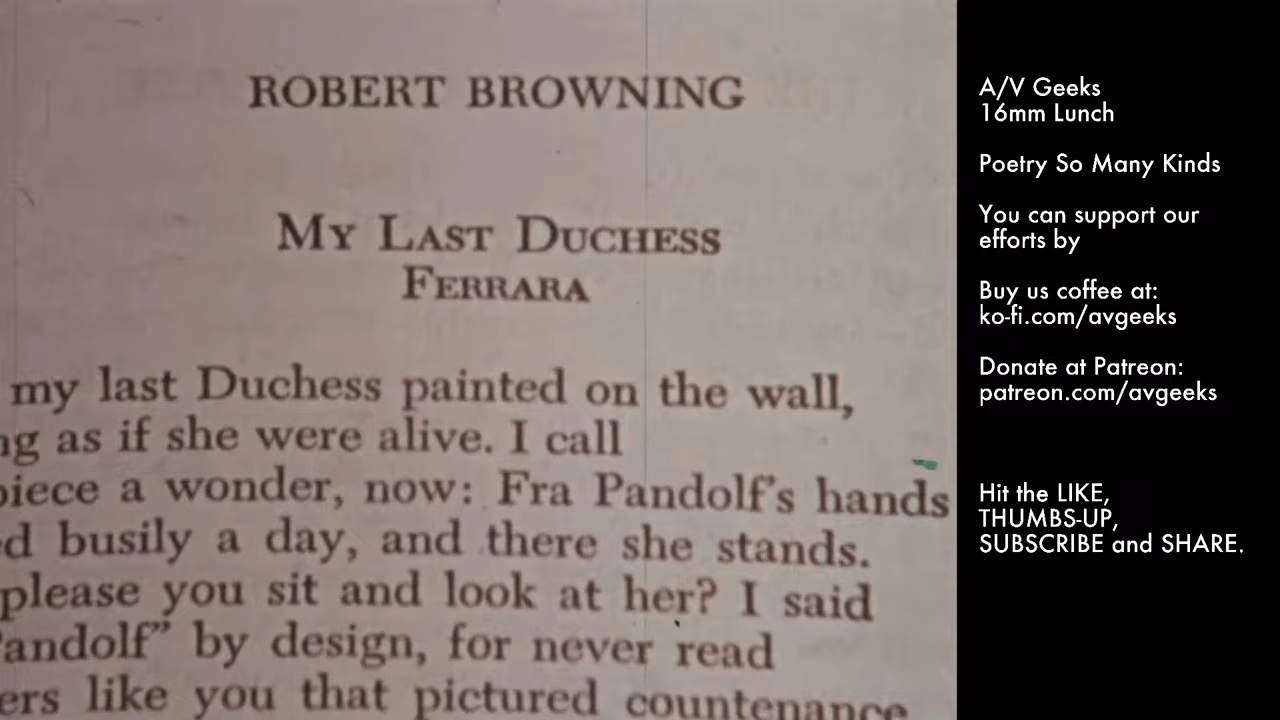 ROBERT BROWNING
MY LAST DUCHESS
FERRARA
my last Duchess painted on the wall,
ng as if she were alive. I call
piece a wonder, now: Fra Pandolf's hands
d busily a day, and there she stands.
please you sit and look at her? I said
andolf” by design, for never read
ers like you that pictured countenance
A/V Geeks
16mm Lunch
Poetry So Many Kinds
You can support our
efforts by
Buy us coffee at:
ko-fi.com/avgeeks
Donate at Patreon:
patreon.com/avgeeks
Hit the LIKE,
THUMBS-UP,
SUBSCRIBE and SHARE.